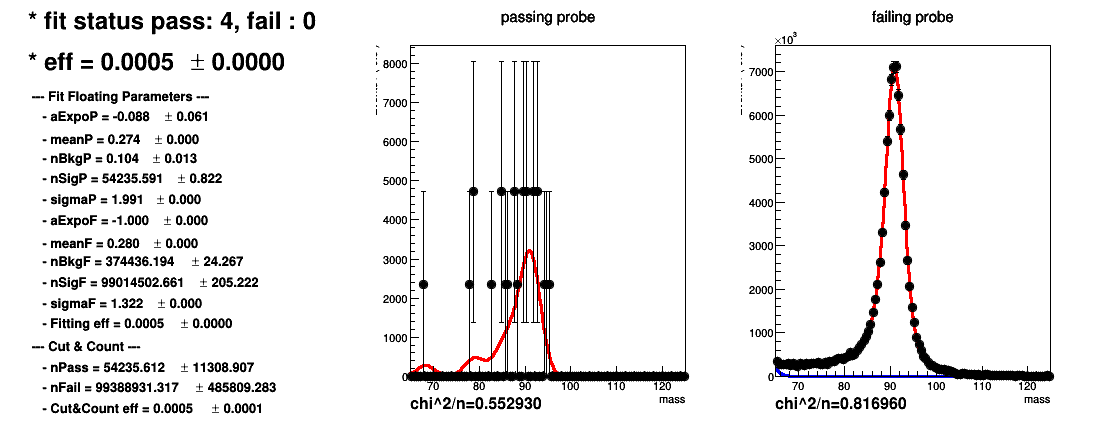 * fit status pass: 4, fail : 0
* eff = 0.0005 ± 0.0000
--- Fit Floating Parameters ---
- aExpoP = -0.088 ± 0.061
- meanP = 0.274 ± 0.000
- nBkgP = 0.104 ± 0.013
- nSigP = 54235.591 ± 0.822
- sigmaP = 1.991 ± 0.000
- aExpoF = -1.000 ± 0.000
- meanF = 0.280 ± 0.000
- nBkgF = 374436.194 ± 24.267
- nSigF = 99014502.661 ± 205.222
- sigmaF = 1.322 ± 0.000
- Fitting eff = 0.0005 ± 0.0000
--- Cut & Count ---
- nPass = 54235.612 ± 11308.907
- nFail = 99388931.317 ± 485809.283
- Cut&Count eff = 0.0005 ± 0.0001
passing probe
8000
7000
6000
5000
4000
3000
2000
1000
0
70 80 90 100 110 120
mass
chi^2/n=0.552930
failing probe
×10³
7000
6000
5000
4000
3000
2000
1000
0
70 80 90 100 110 120
mass
chi^2/n=0.816960